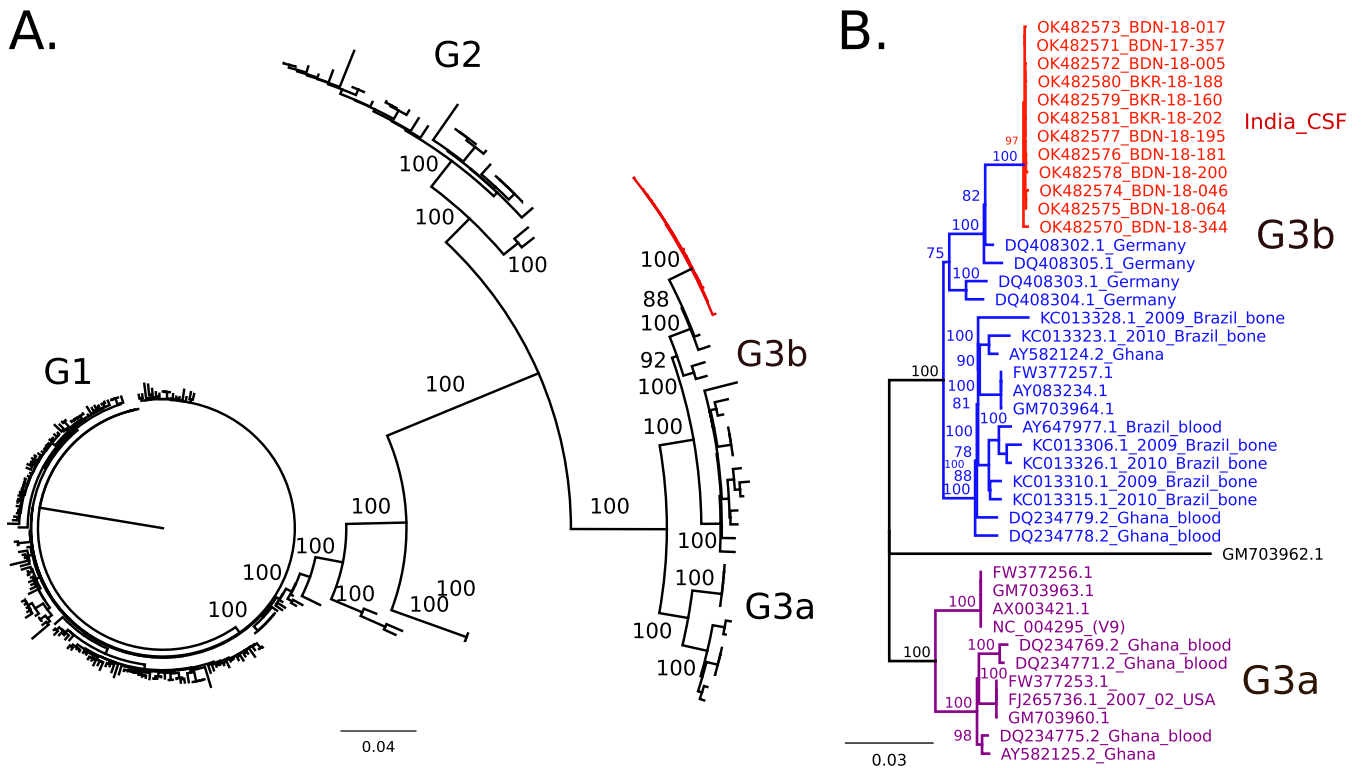 A.
G2
100
100
100
G1
100
100
100
100
100
100
100
100
100
100
88
100
92
100
100
G3b
100
100
100
100
G3a
0.04
B.
OK482573_BDN-18-017
OK482571_BDN-17-357
OK482572_BDN-18-005
OK482580_BKR-18-188
OK482579_BKR-18-160
OK482581_BKR-18-202
OK482577_BDN-18-195
OK482576_BDN-18-181
OK482578_BDN-18-200
OK482574_BDN-18-046
OK482575_BDN-18-064
OK482570_BDN-18-344
India_CSF
97
100
82
100
75
G3b
DQ408302.1_Germany
DQ408305.1_Germany
100
DQ408303.1_Germany
DQ408304.1_Germany
KC013328.1_2009_Brazil_bone
100
KC013323.1_2010_Brazil_bone
90
AY582124.2_Ghana
100
FW377257.1
100
AY083234.1
81
GM703964.1
100
AY647977.1_Brazil_blood
100
KC013306.1_2009_Brazil_bone
78
KC013326.1_2010_Brazil_bone
100
88
KC013310.1_2009_Brazil_bone
100
KC013315.1_2010_Brazil_bone
DQ234779.2_Ghana_blood
DQ234778.2_Ghana_blood
GM703962.1
FW377256.1
GM703963.1
100
AX003421.1
NC_004295_(V9)
100
100
DQ234769.2_Ghana_blood
DQ234771.2_Ghana_blood
100
FW377253.1_
100
FJ265736.1_2007_02_USA
GM703960.1
98
DQ234775.2_Ghana_blood
AY582125.2_Ghana
G3a
0.03